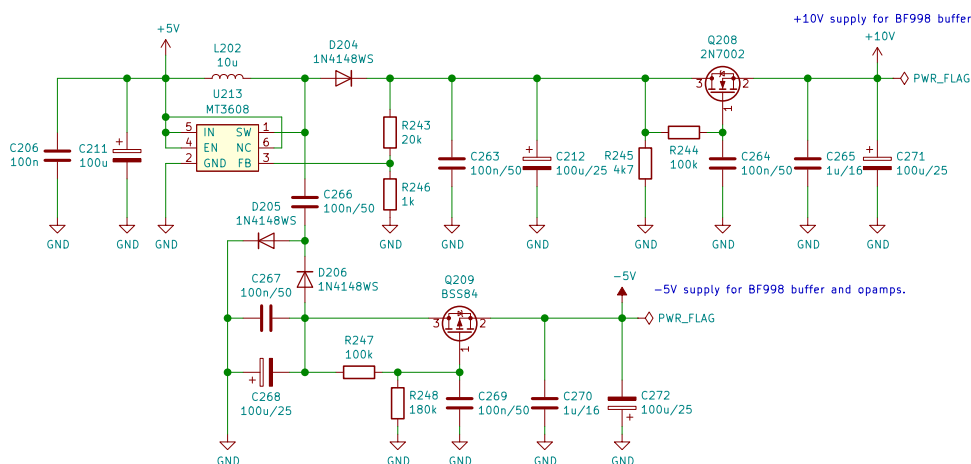 +10V supply for BF998 buffer
+5V
+10V
L202
10u
D204
1N4148WS
Q208
2N7002
3
2
1
PWR_FLAG
U213
MT3608
5
IN
SW
1
4
EN
NC
6
2
GND
FB
3
C206
100n
C211
100u
R243
20k
R246
1k
C263
100n/50
C212
100u/25
R245
4k7
R244
100k
C264
100n/50
C265
1u/16
C271
100u/25
C266
100n/50
GND
GND
GND
GND
GND
GND
GND
GND
GND
GND
D205
1N4148WS
D206
1N4148WS
C267
100n/50
C268
100u/25
R247
100k
R248
180k
Q209
BSS84
3
2
1
-5V
-5V supply for BF998 buffer and opamps.
PWR_FLAG
C269
100n/50
C270
1u/16
C272
100u/25
GND
GND
GND
GND
GND